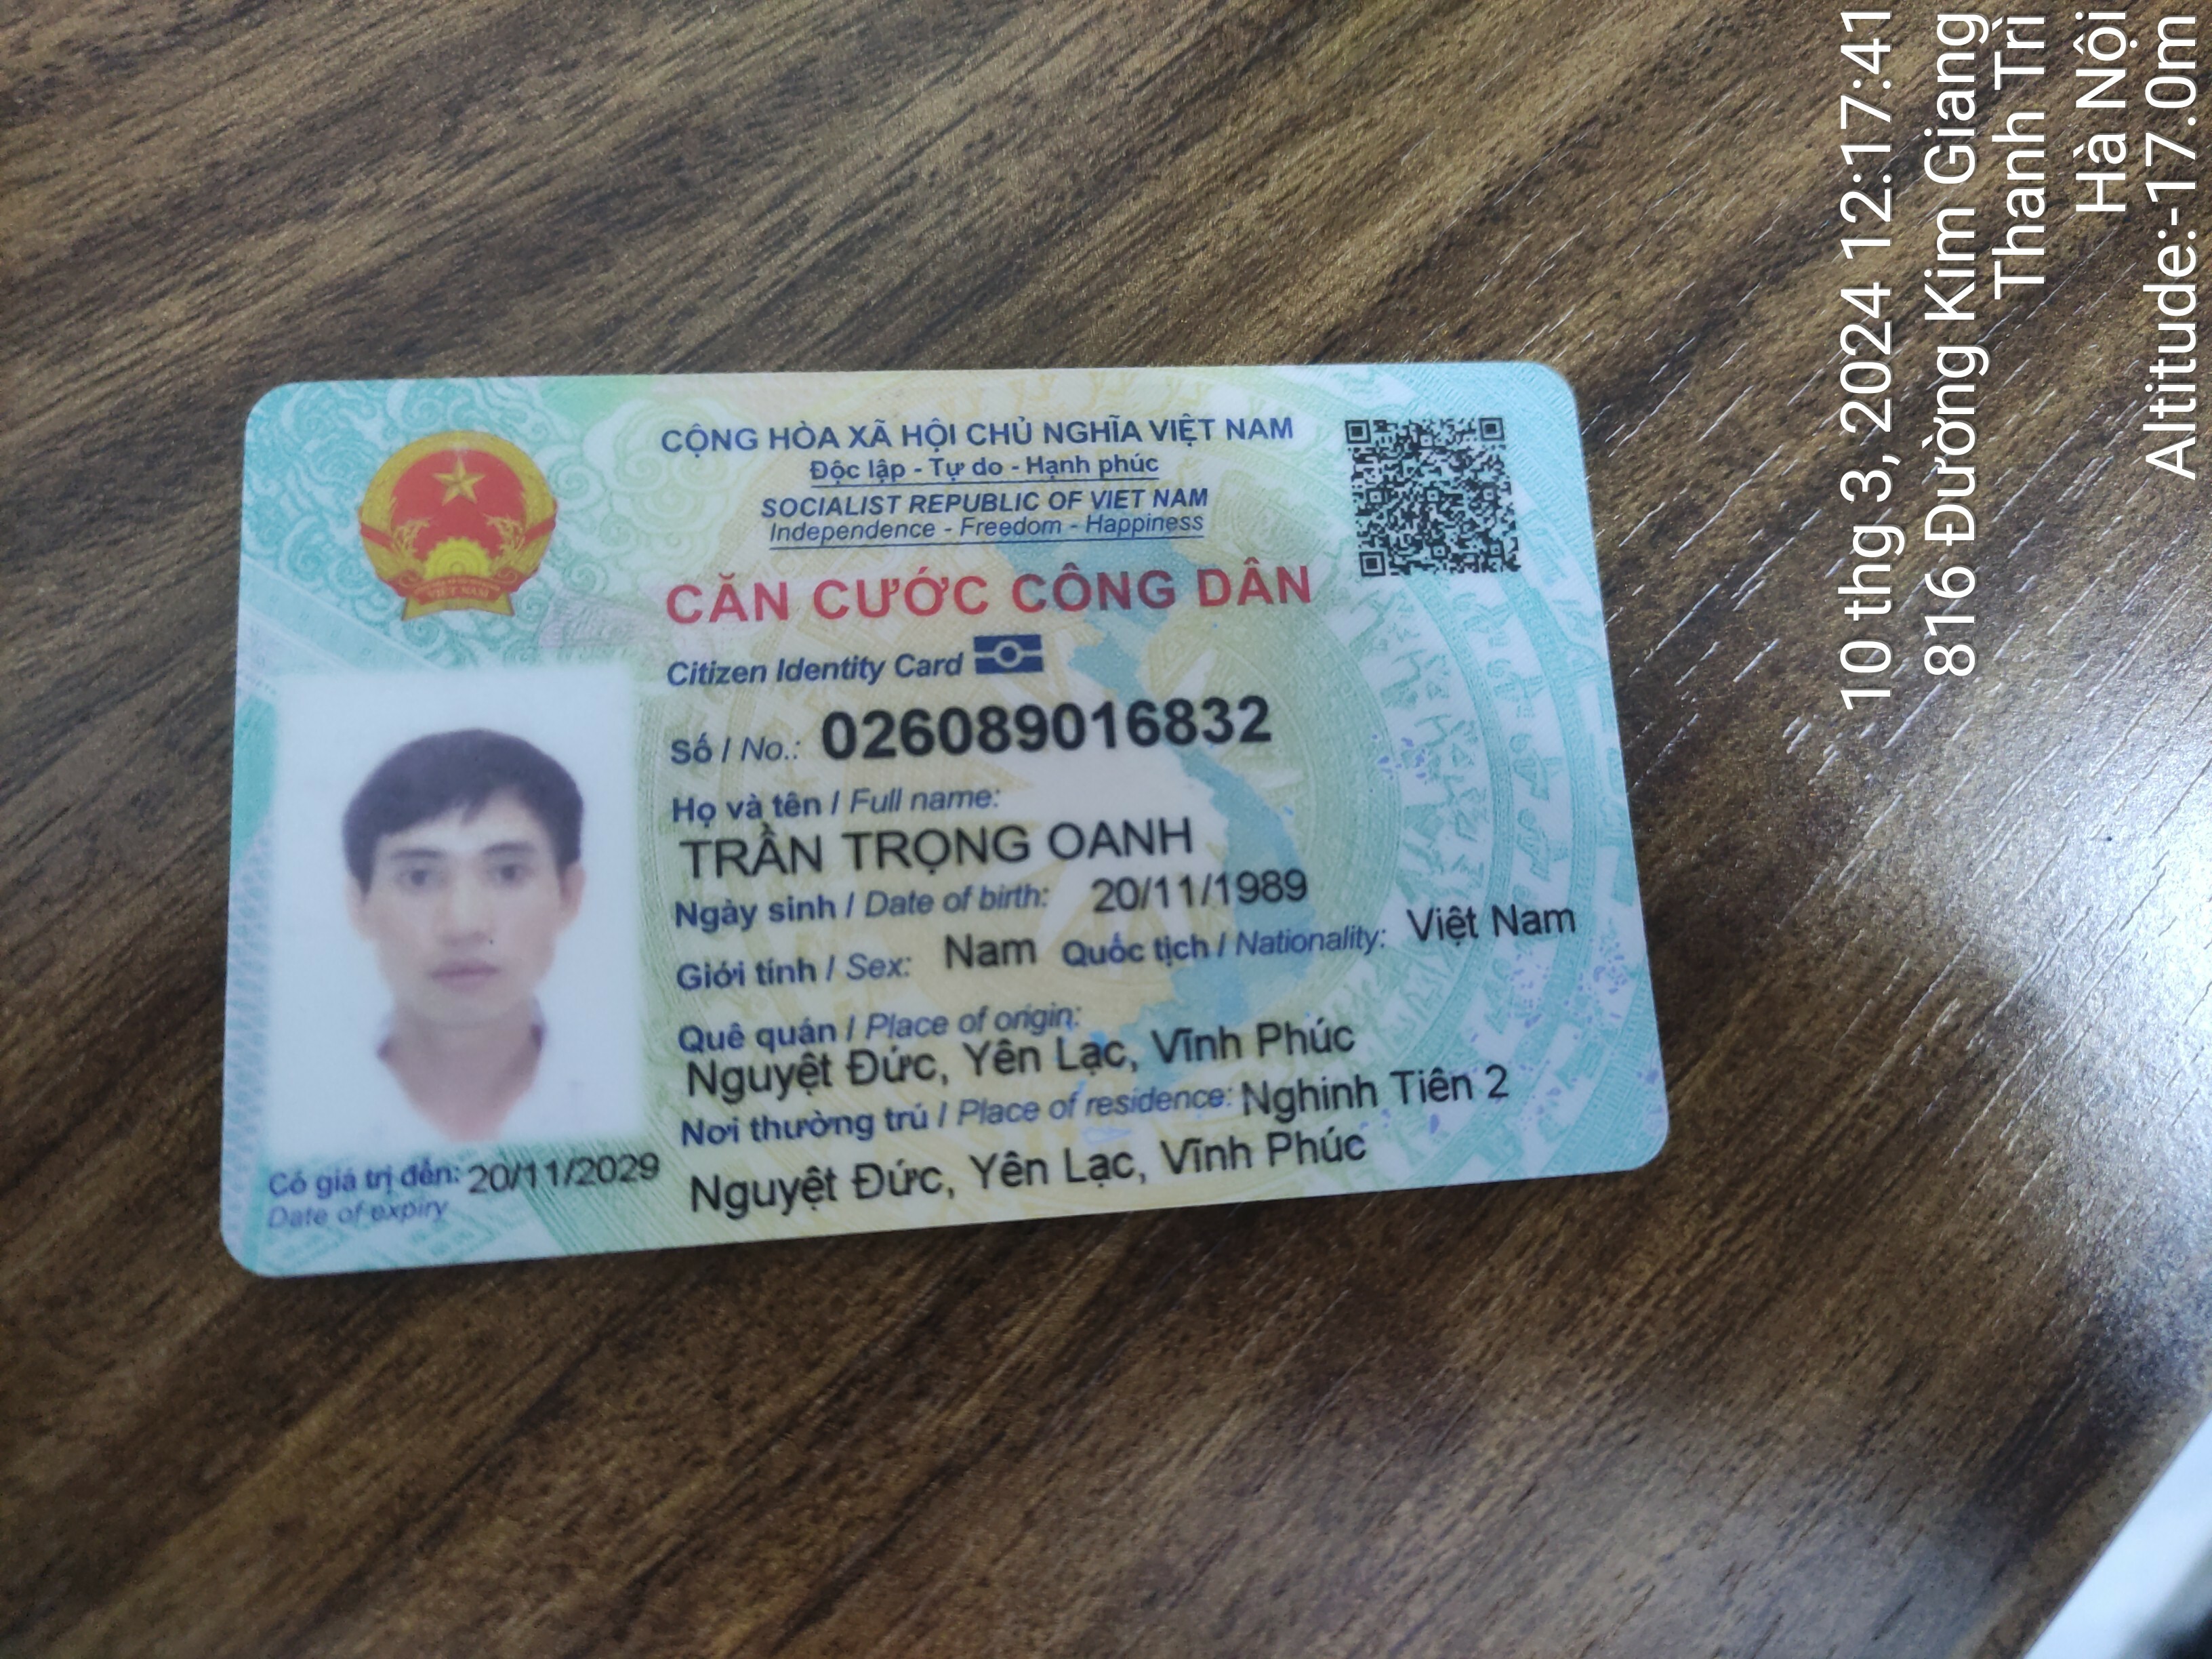 CỘNG HÒA XÃ HỘI CHỦ NGHĨA VIỆT NAM
Độc lập - Tự do - Hạnh phúc
SOCIALIST REPUBLIC OF VIET NAM
Independence - Freedom - Happiness
CĂN CƯỚC CÔNG DÂN
Citizen Identity Card
Số / No.: 026089016832
Họ và tên / Full name:
TRẦN TRỌNG OANH
Ngày sinh / Date of birth: 20/11/1989
Giới tính / Sex: Nam Quốc tịch / Nationality: Việt Nam
Quê quán / Place of origin:
Nguyệt Đức, Yên Lạc, Vĩnh Phúc
Nơi thường trú / Place of residence: Nghinh Tiên 2
Nguyệt Đức, Yên Lạc, Vĩnh Phúc
Có giá trị đến: 20/11/2029
Date of expiry
VIỆT NAM
10 thg 3, 2024 12:17:41
816 Đường Kim Giang
Thanh Trì
Hà Nội
Altitude:-17.0m